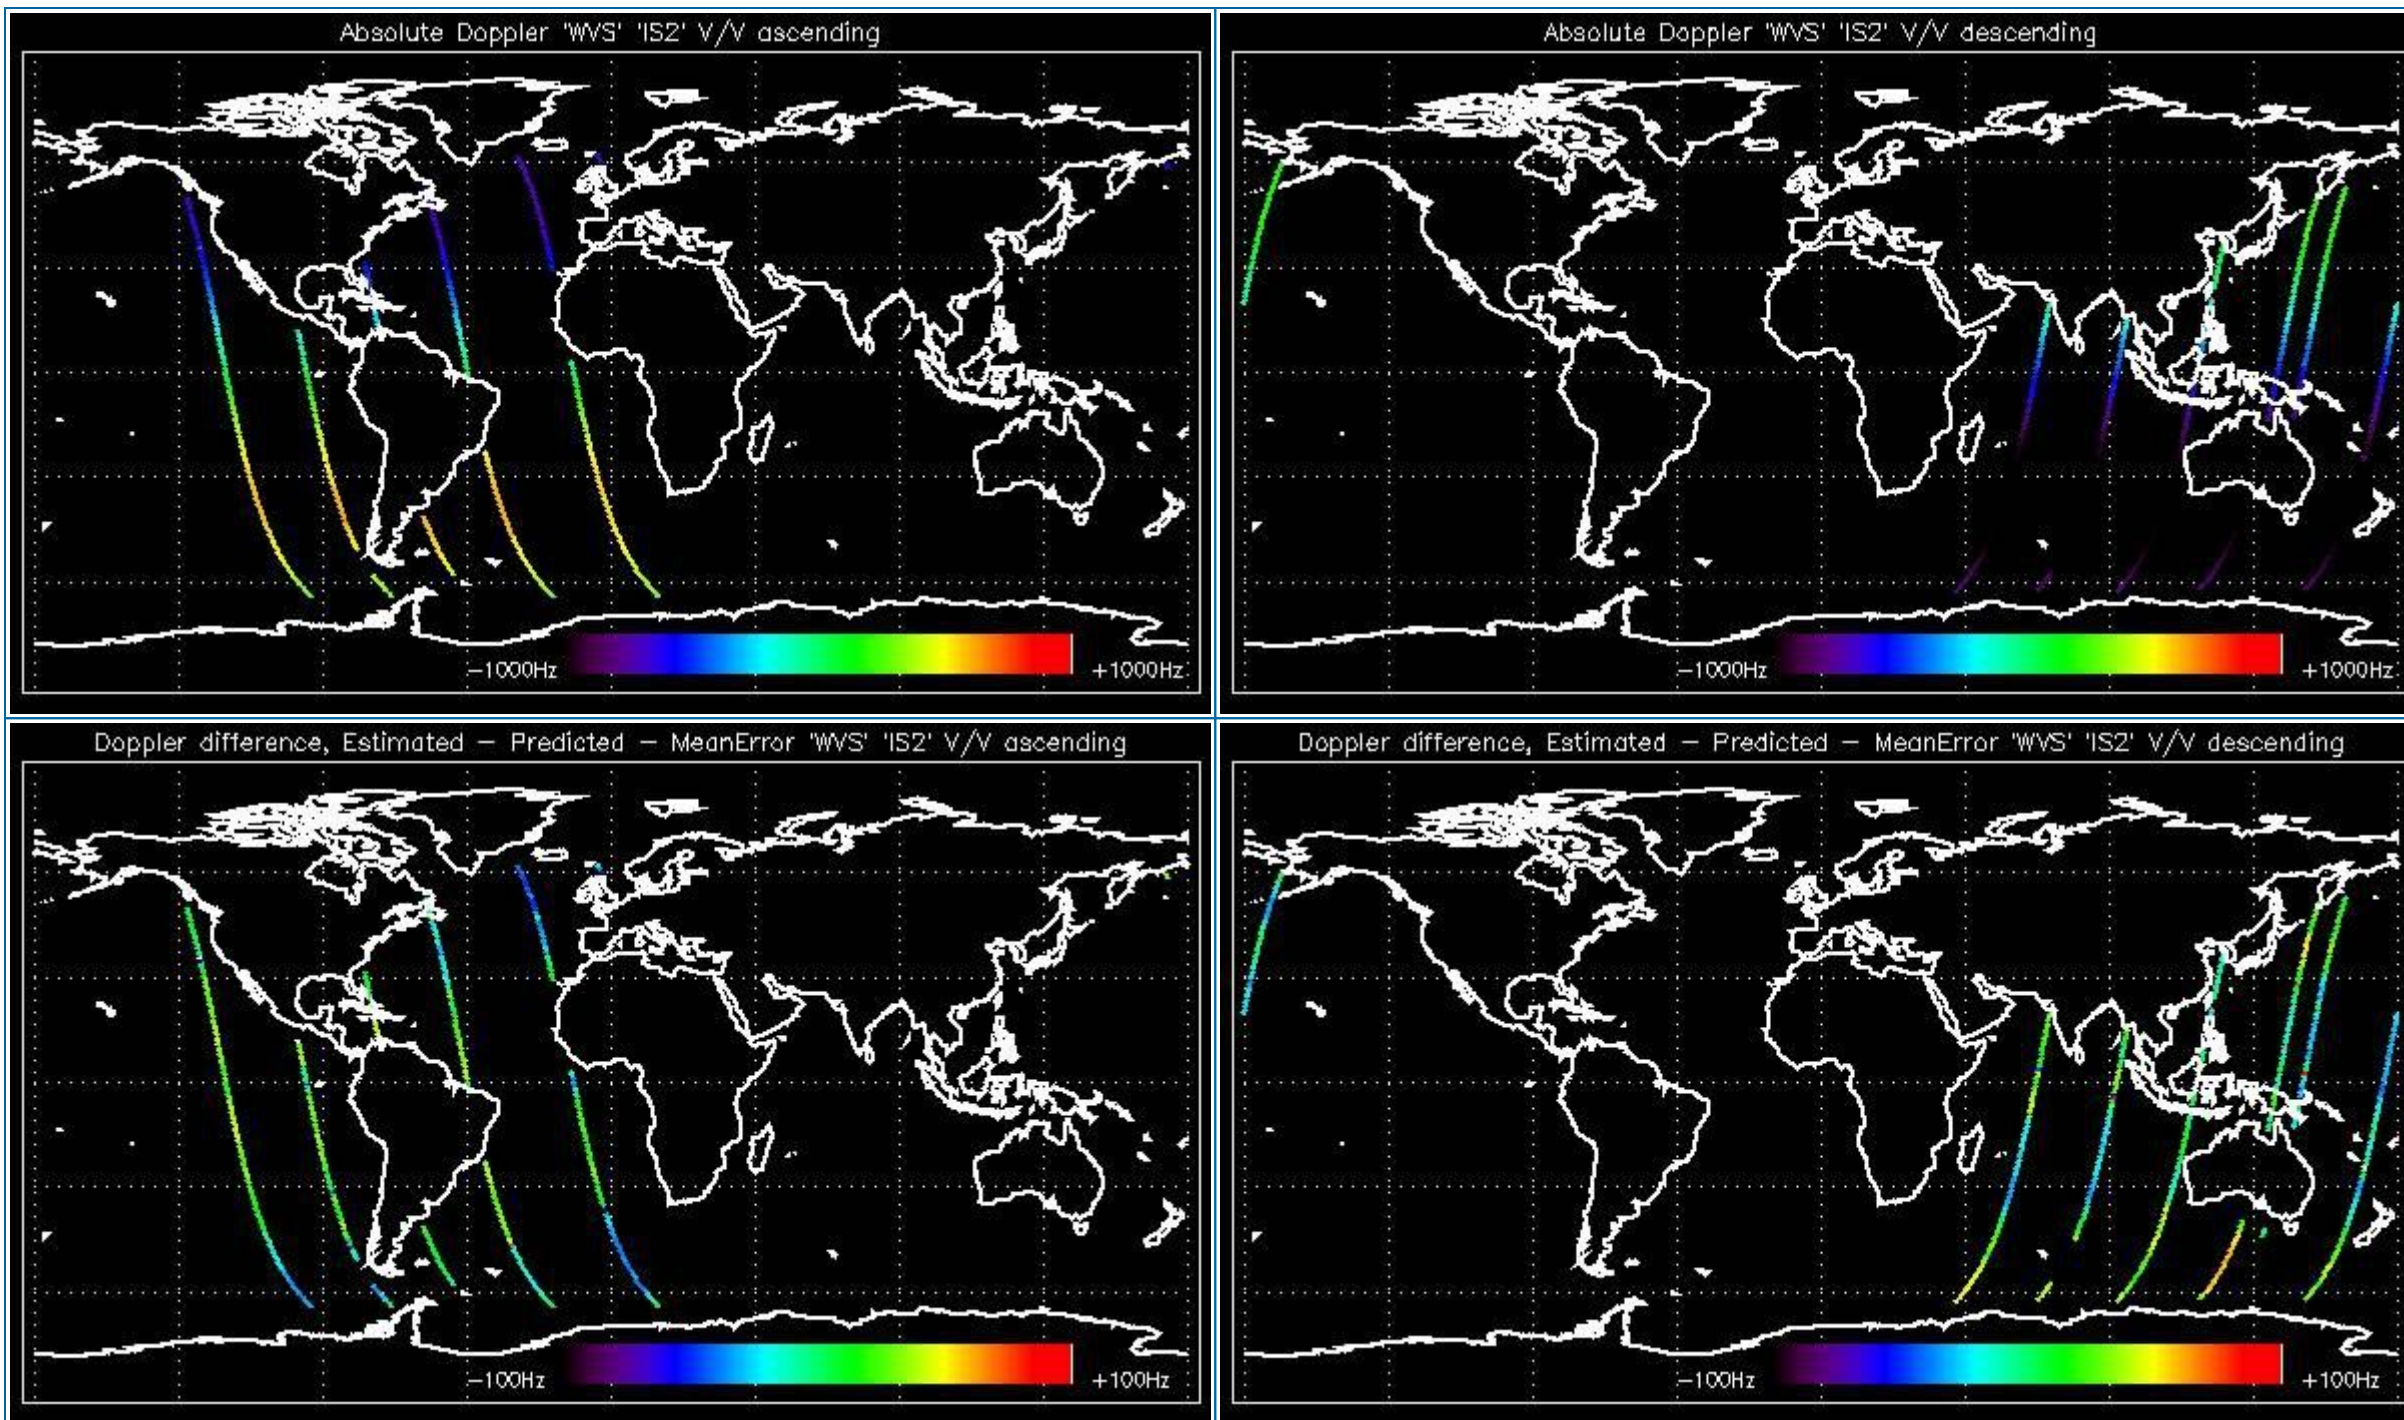 Absolute Doppler 'WVS' 'IS2' V/V ascending
-1000Hz
+1000Hz
Absolute Doppler 'WVS' 'IS2' V/V descending
-1000Hz
+1000Hz
Doppler difference, Estimated - Predicted - MeanError 'WVS' 'IS2' V/V ascending
-100Hz
+100Hz
Doppler difference, Estimated - Predicted - MeanError 'WVS' 'IS2' V/V descending
-100Hz
+100Hz